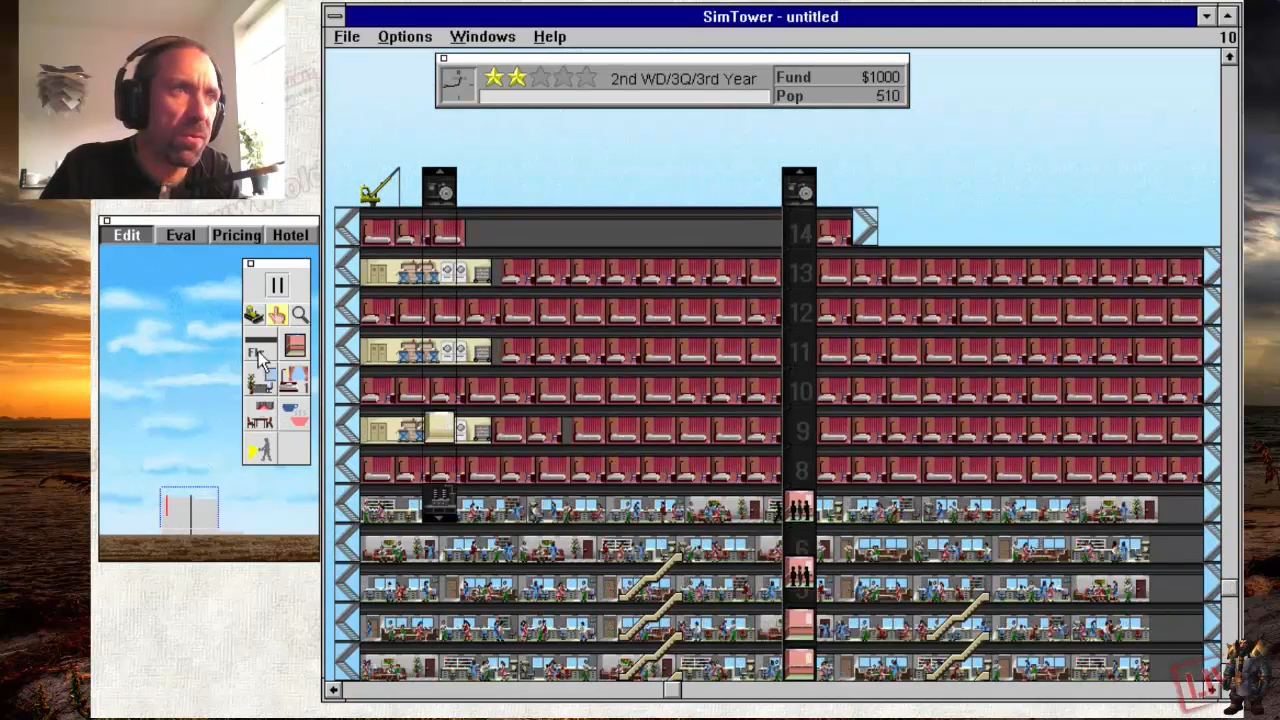 SimTower - untitled
File Options Windows Help
10
2nd WD/3Q/3rd Year
Fund $1000
Pop 510
Edit Eval Pricing Hotel
14
13
12
11
10
9
8
6
5